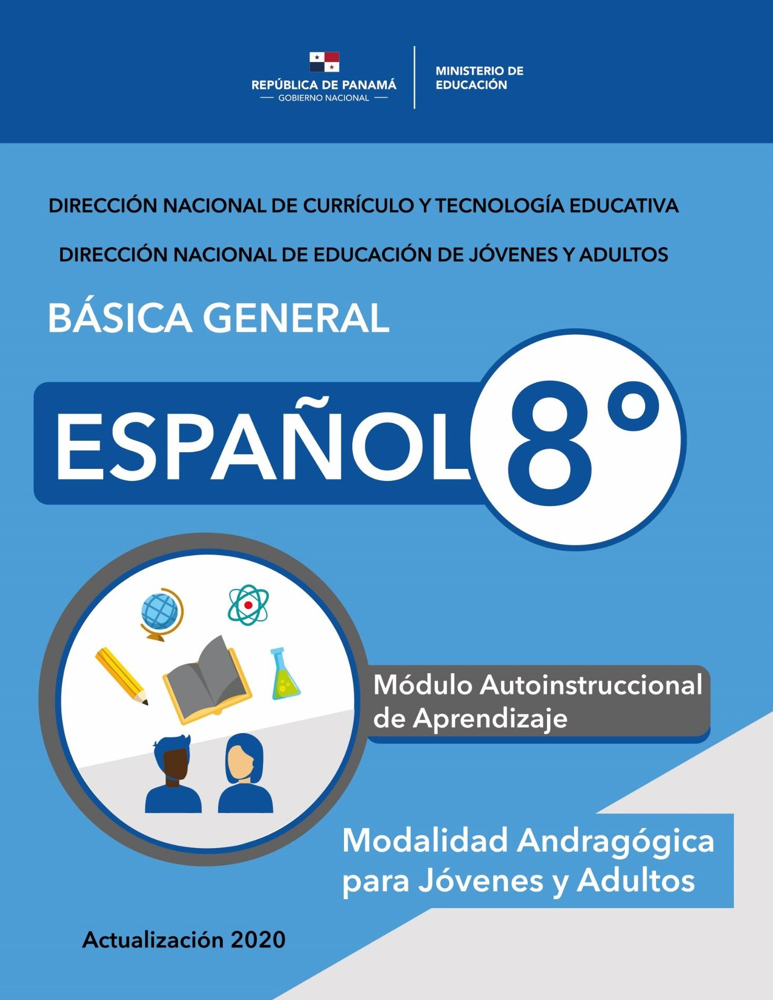 REPÚBLICA DE PANAMÁ
GOBIERNO NACIONAL
MINISTERIO DE
EDUCACIÓN
DIRECCIÓN NACIONAL DE CURRÍCULO Y TECNOLOGÍA EDUCATIVA
DIRECCIÓN NACIONAL DE EDUCACIÓN DE JÓVENES Y ADULTOS
BÁSICA GENERAL
ESPAÑOL 8°
Módulo Autoinstruccional
de Aprendizaje
Modalidad Andragógica
para Jóvenes y Adultos
Actualización 2020